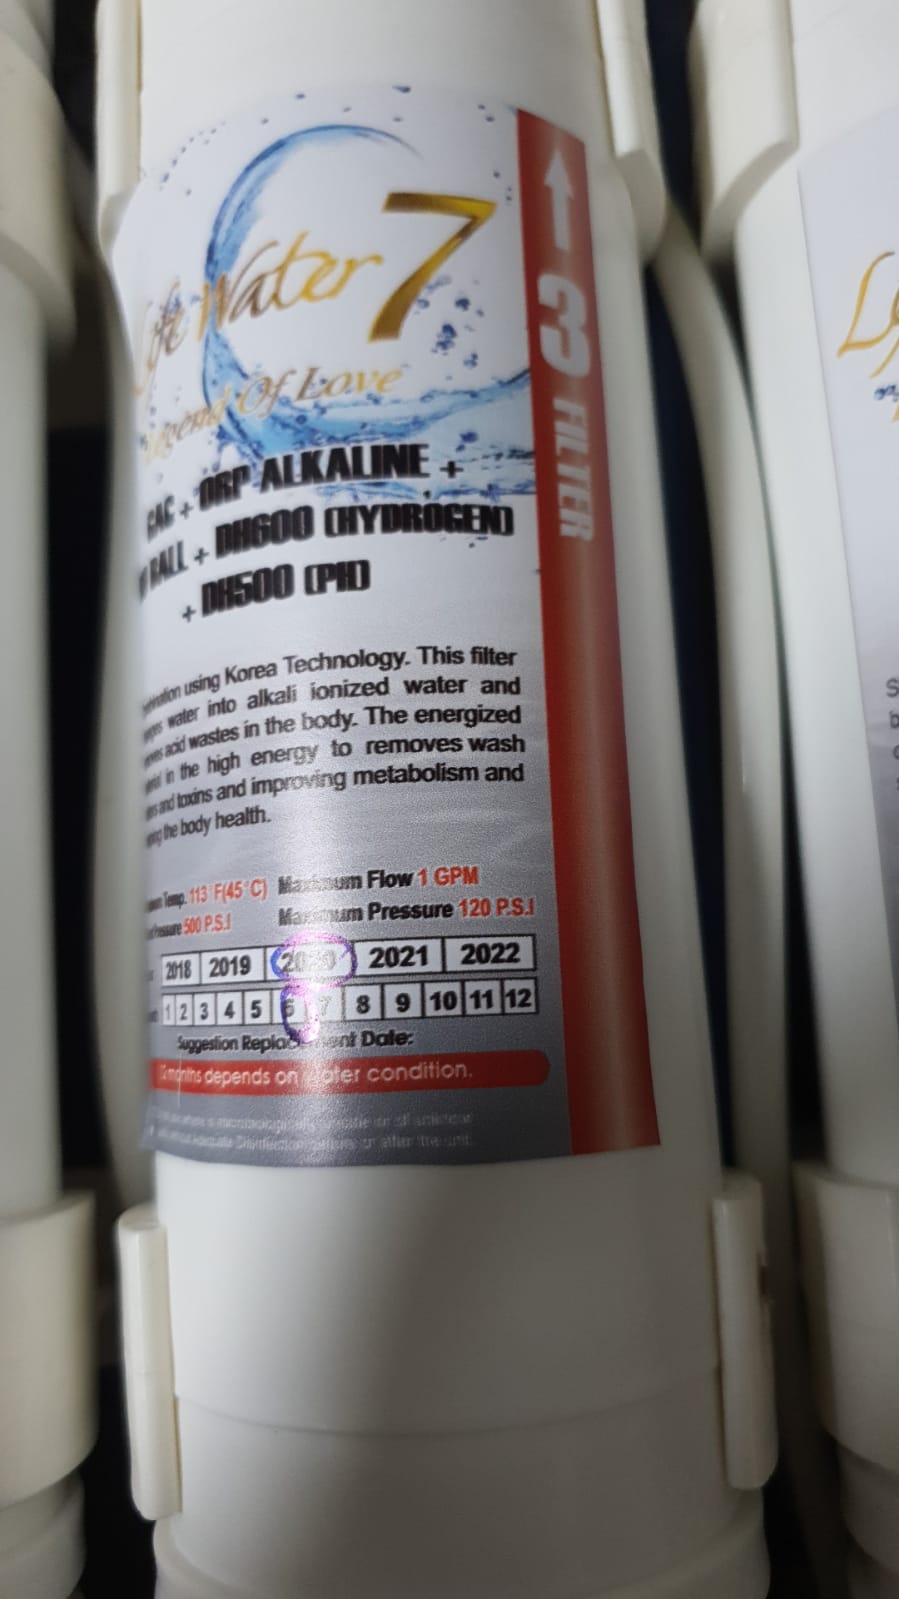 Life Water 7
Legend Of Love
GAC + ORP ALKALINE +
BALL + DH600 (HYDROGEN)
+ DH500 (PH)
using Korea Technology. This filter
water into alkali ionized water and
acid wastes in the body. The energized
in the high energy to removes wash
and toxins and improving metabolism and
the body health.
Temp. 113°F(45°C) Maximum Flow 1 GPM
Pressure 500 P.S.I Maximum Pressure 120 P.S.I
2018 2019 2020 2021 2022
1 2 3 4 5 6 7 8 9 10 11 12
Suggestion Replacement Date:
months depends on water condition.
↑ 3 FILTER